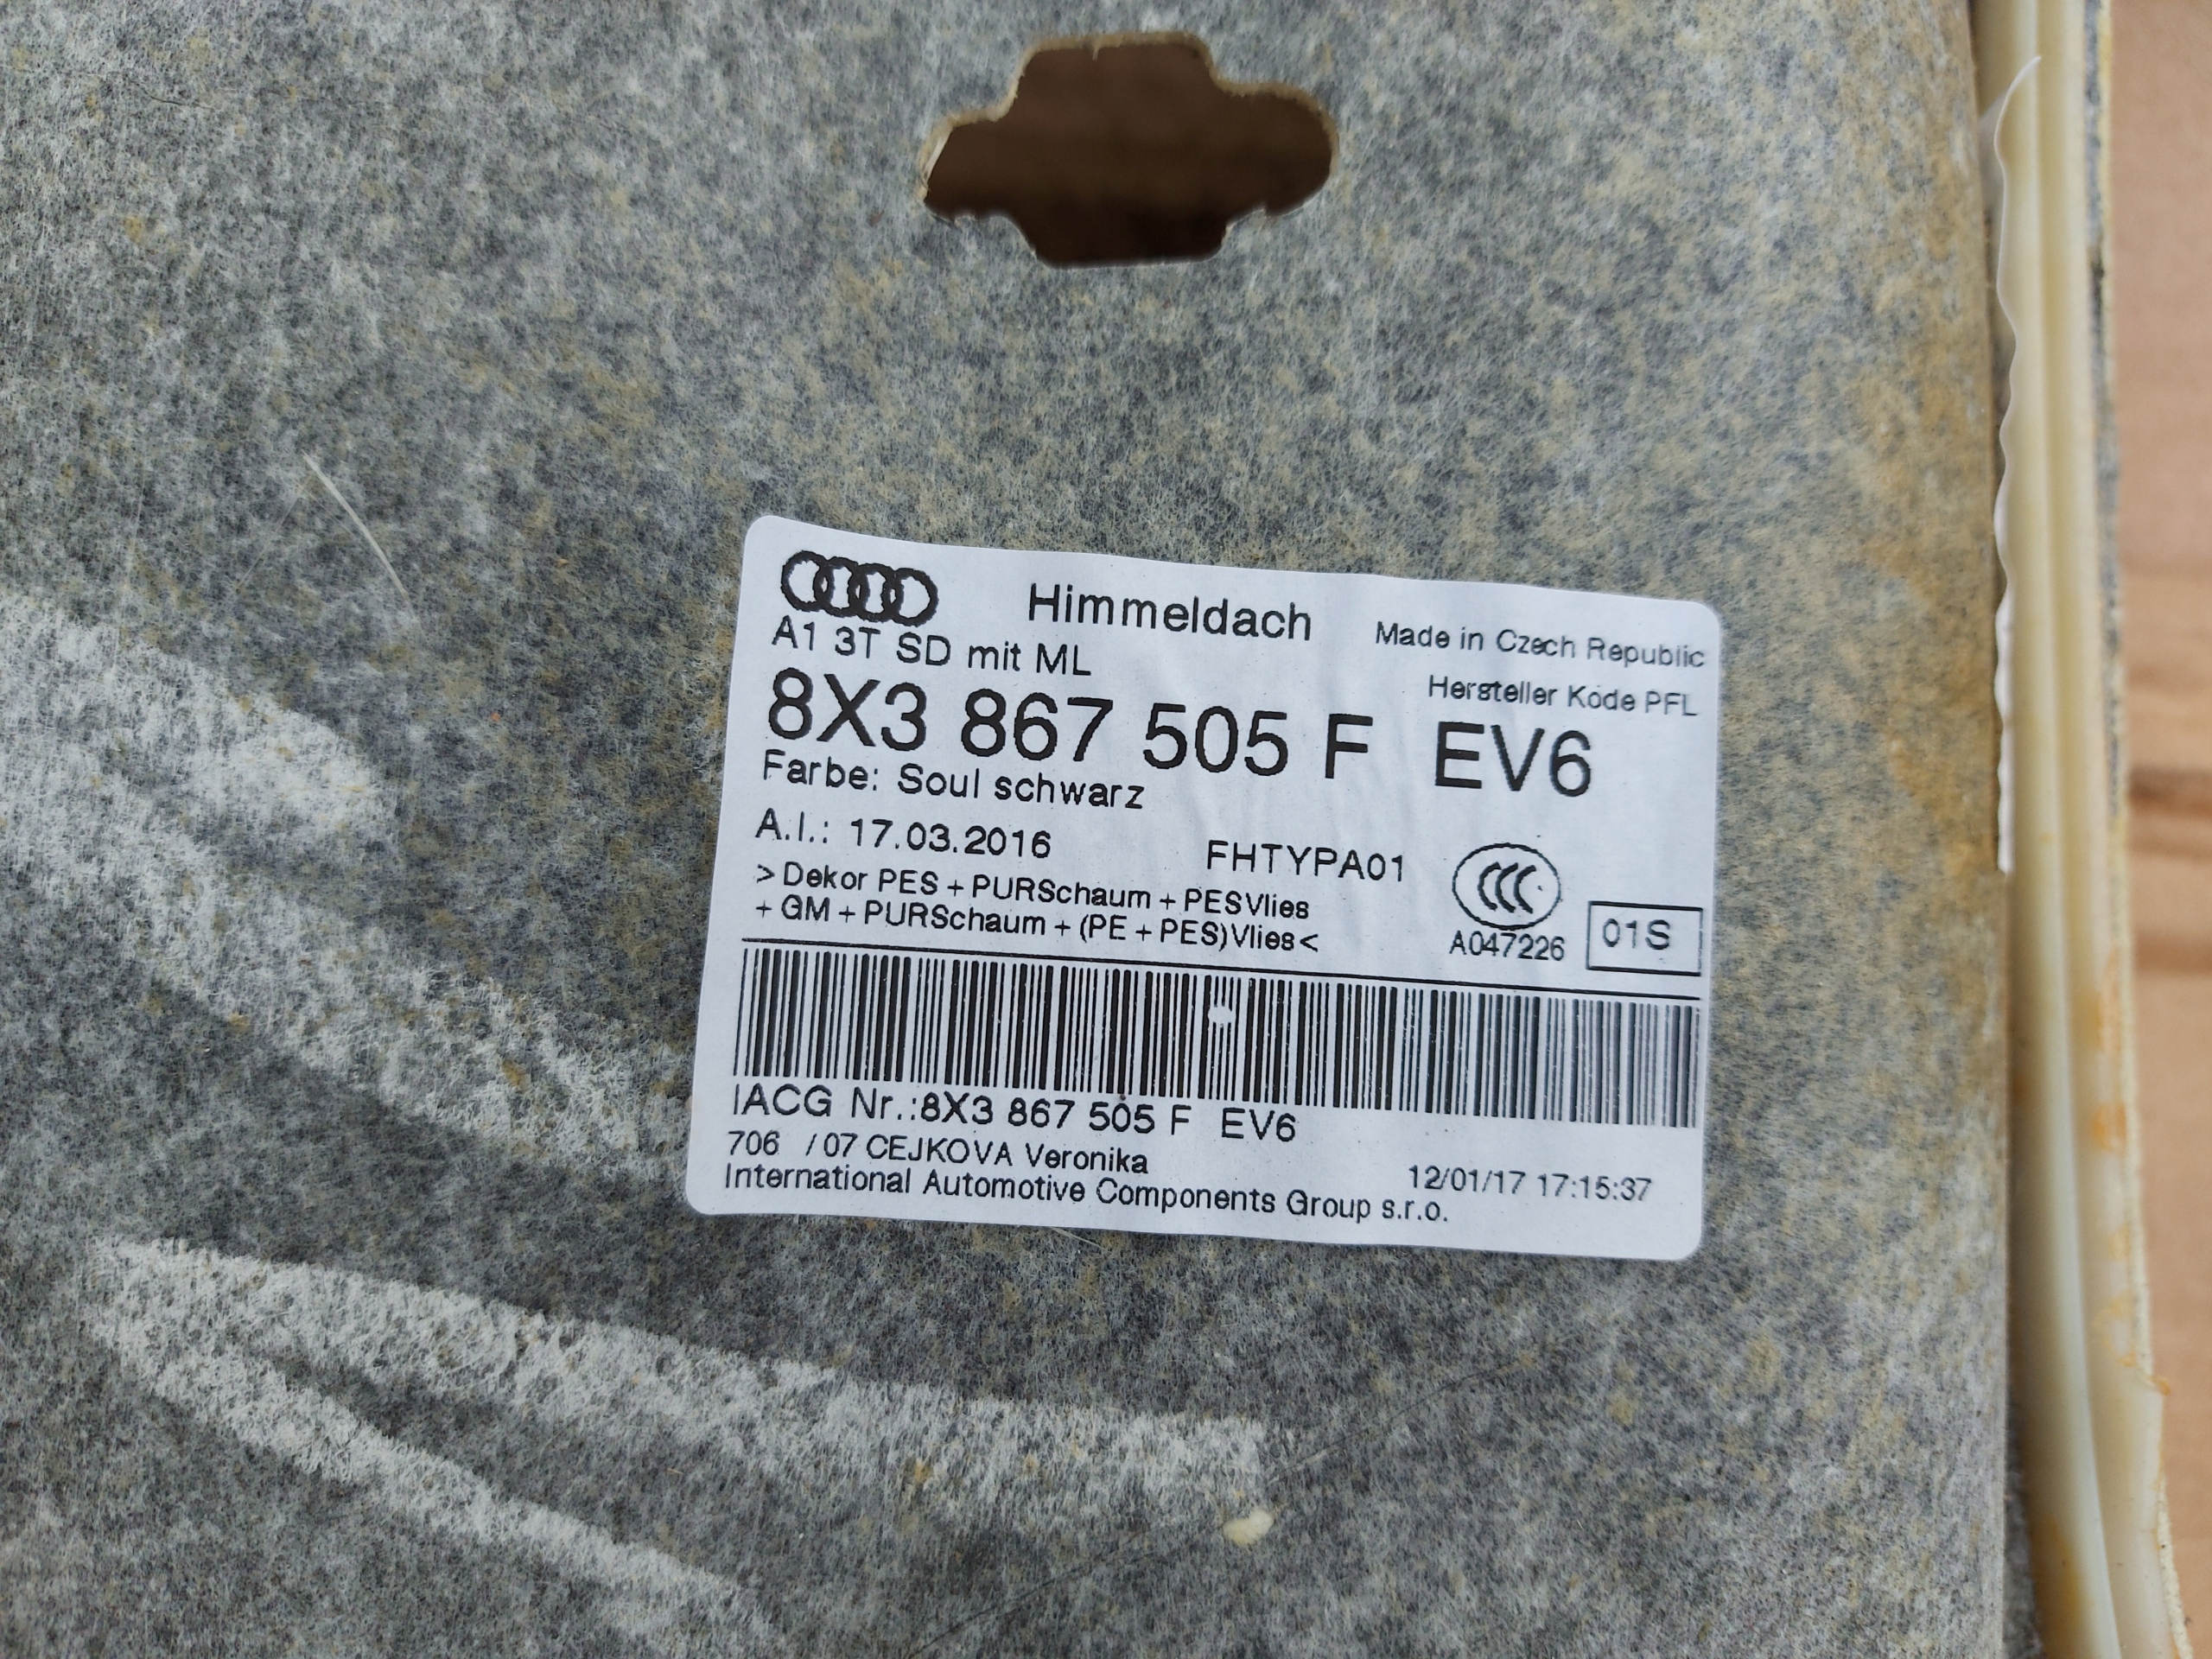 Himmeldach
Made in Czech Republic
A1 3T SD mit ML
Hersteller Kode PFL
8X3 867 505 F EV6
Farbe: Soul schwarz
A.I.: 17.03.2016
FHTYPA01
CCC
> Dekor PES + PURSchaum + PESVlies
+ GM + PURSchaum + (PE + PES)Vlies<
A047226
01S
IACG Nr.:8X3 867 505 F EV6
706 / 07 CEJKOVA Veronika
12/01/17 17:15:37
International Automotive Components Group s.r.o.